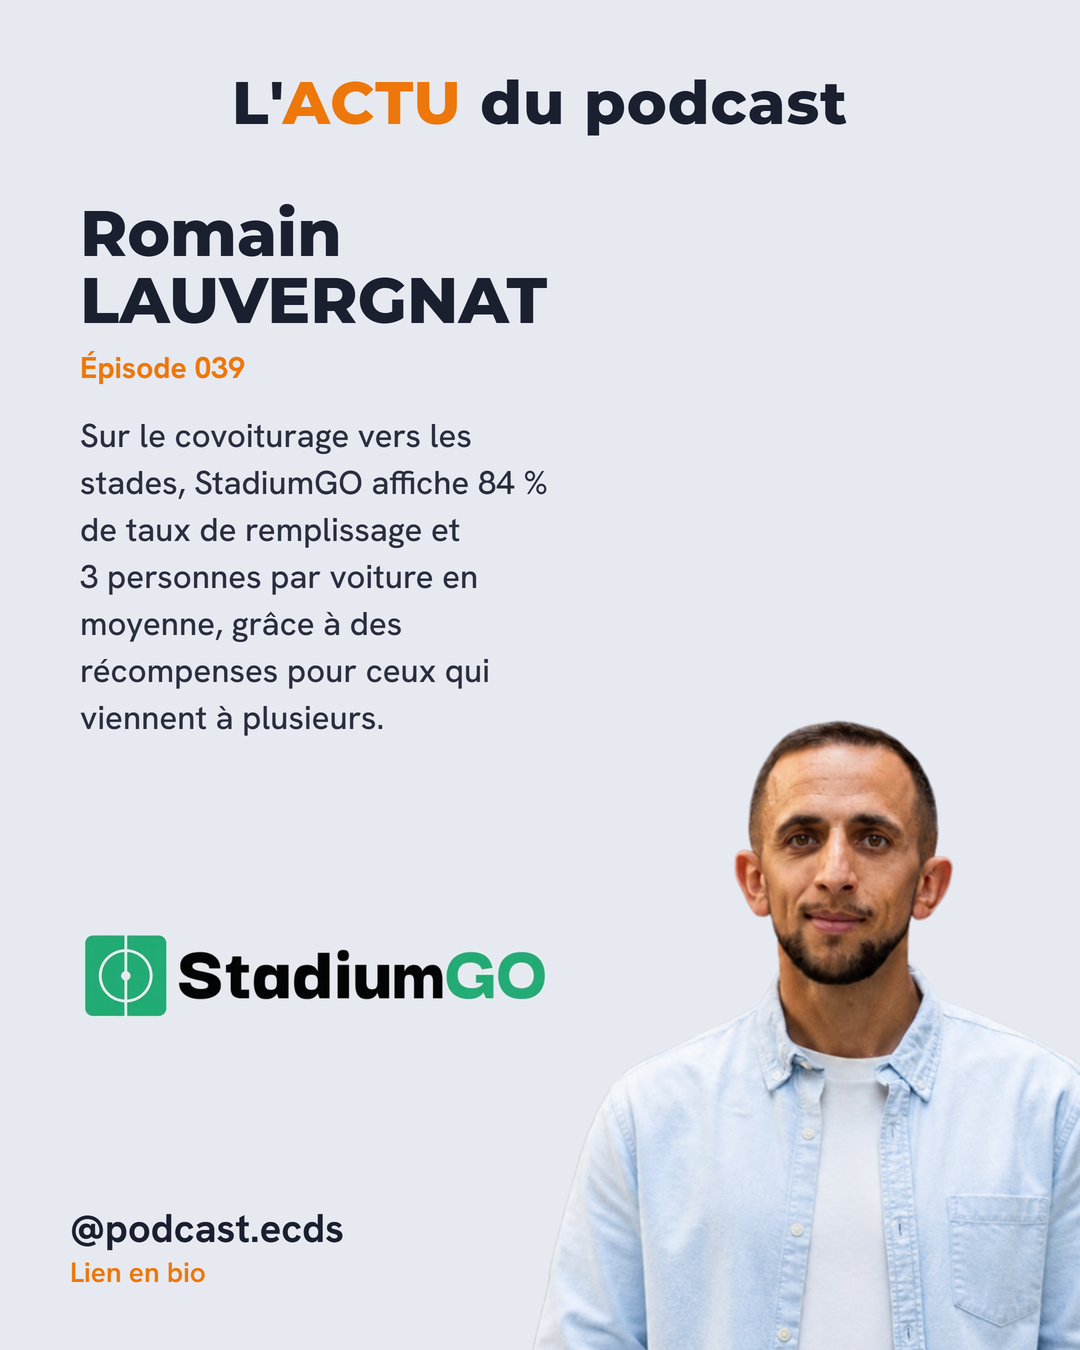 L'ACTU du podcast
Romain
LAUVERGNAT
Épisode 039
Sur le covoiturage vers les
stades, StadiumGO affiche 84 %
de taux de remplissage et
3 personnes par voiture en
moyenne, grâce à des
récompenses pour ceux qui
viennent à plusieurs.
StadiumGO
@podcast.ecds
Lien en bio